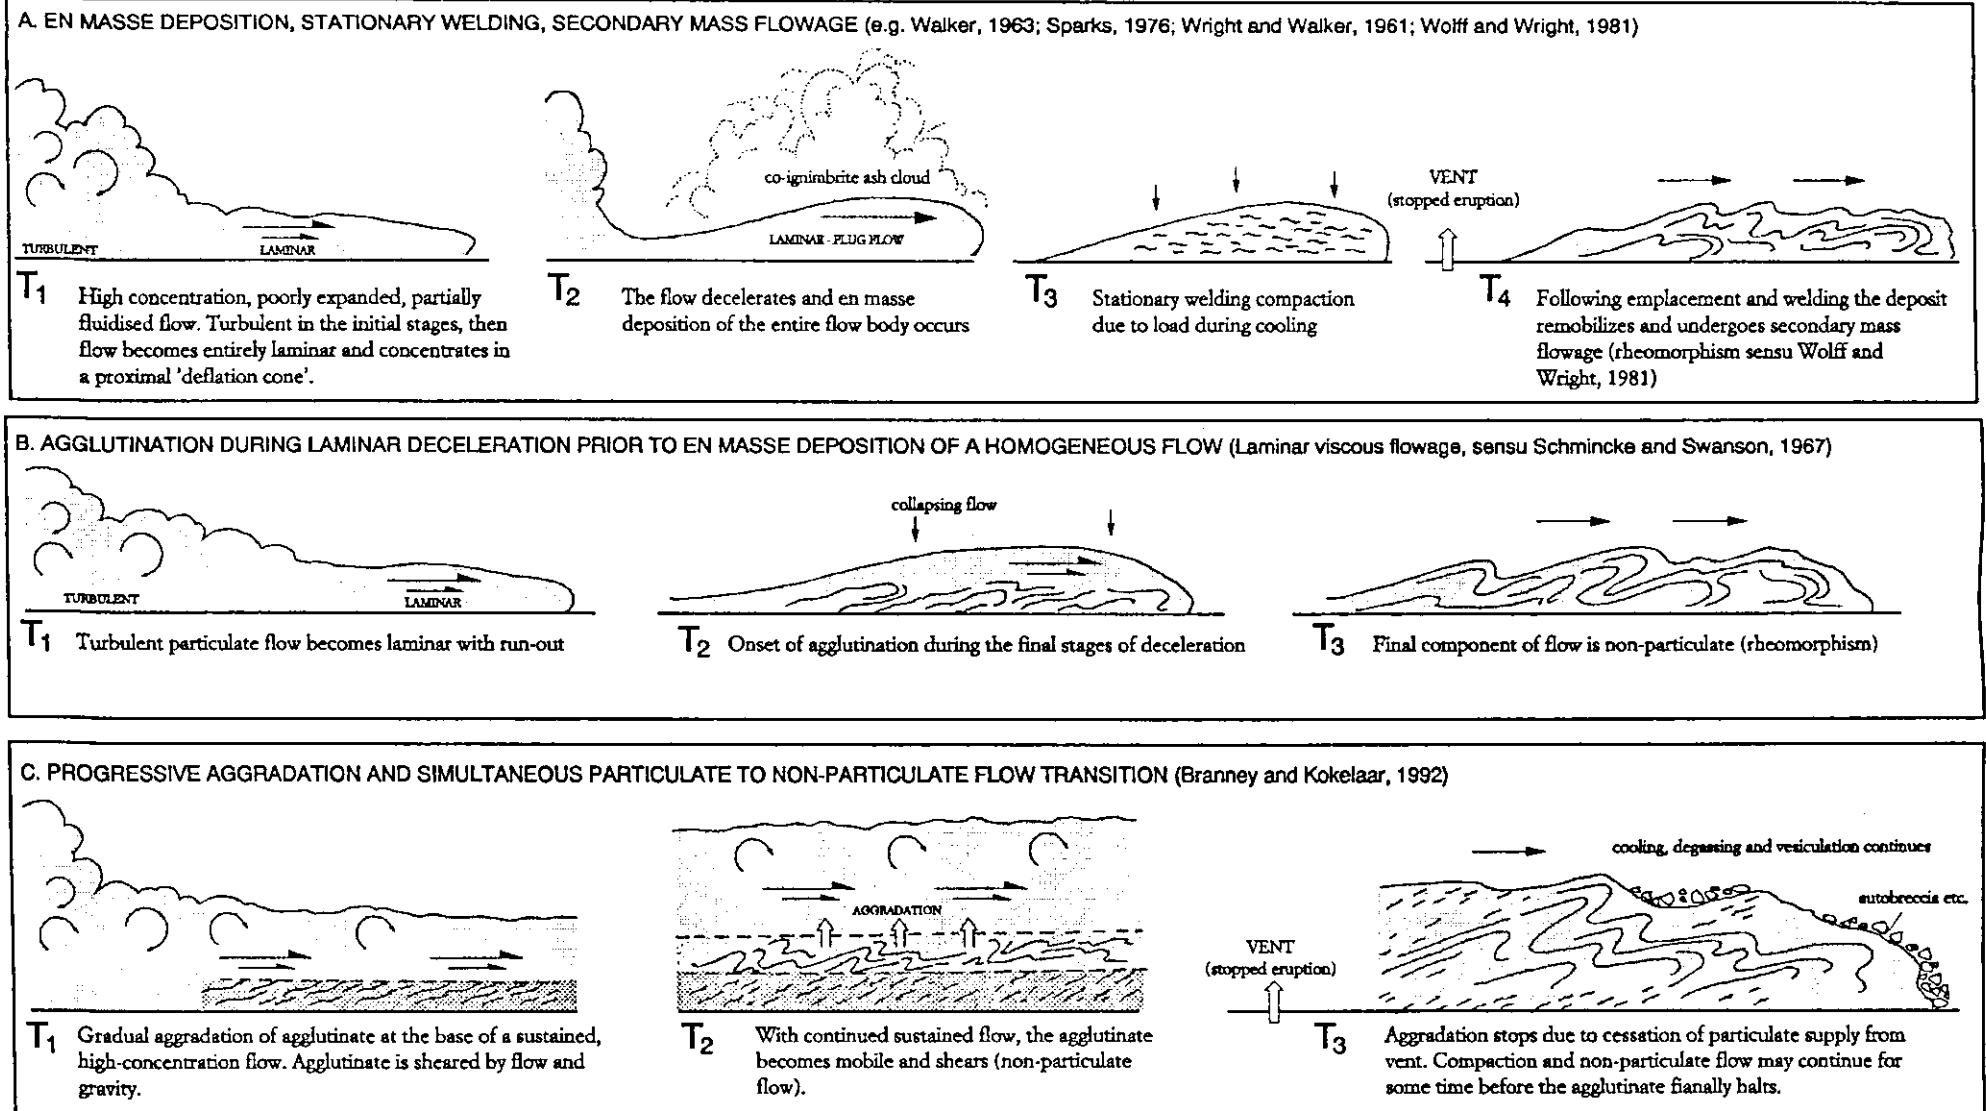 A. EN MASSE DEPOSITION, STATIONARY WELDING, SECONDARY MASS FLOWAGE (e.g. Walker, 1963; Sparks, 1976; Wright and Walker, 1961; Wolff and Wright, 1981)
co-ignimbrite ash cloud
TURBULENT
LAMINAR
LAMINAR - PLUG FLOW
VENT
(stopped eruption)
T1
High concentration, poorly expanded, partially
fluidised flow. Turbulent in the initial stages, then
flow becomes entirely laminar and concentrates in
a proximal 'deflation cone'.
T2
The flow decelerates and en masse
deposition of the entire flow body occurs
T3
Stationary welding compaction
due to load during cooling
T4
Following emplacement and welding the deposit
remobilizes and undergoes secondary mass
flowage (rheomorphism sensu Wolff and
Wright, 1981)
B. AGGLUTINATION DURING LAMINAR DECELERATION PRIOR TO EN MASSE DEPOSITION OF A HOMOGENEOUS FLOW (Laminar viscous flowage, sensu Schmincke and Swanson, 1967)
TURBULENT
LAMINAR
collapsing flow
T1
Turbulent particulate flow becomes laminar with run-out
T2
Onset of agglutination during the final stages of deceleration
T3
Final component of flow is non-particulate (rheomorphism)
C. PROGRESSIVE AGGRADATION AND SIMULTANEOUS PARTICULATE TO NON-PARTICULATE FLOW TRANSITION (Branney and Kokelaar, 1992)
AGGRADATION
cooling, degassing and vesiculation continues
autobreccia etc.
VENT
(stopped eruption)
T1
Gradual aggradation of agglutinate at the base of a sustained,
high-concentration flow. Agglutinate is sheared by flow and
gravity.
T2
With continued sustained flow, the agglutinate
becomes mobile and shears (non-particulate
flow).
T3
Aggradation stops due to cessation of particulate supply from
vent. Compaction and non-particulate flow may continue for
some time before the agglutinate fianally halts.